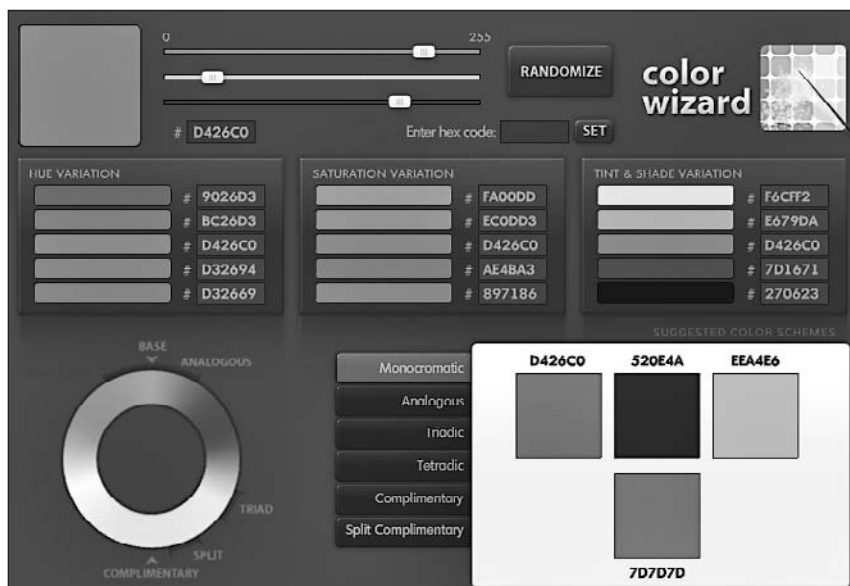 0 255
RANDOMIZE
color
wizard
# D426C0
Enter hex code: SET
HUE VARIATION
# 9026D3
# BC26D3
# D426C0
# D32694
# D32669
SATURATION VARIATION
# FA00DD
# EC0DD3
# D426C0
# AE4BA3
# 897186
TINT & SHADE VARIATION
# F6CFF2
# E679DA
# D426C0
# 7D1671
# 270623
SUGGESTED COLOR SCHEMES
BASE
ANALOGOUS
TRIAD
SPLIT
COMPLIMENTARY
Monocromatic
Analogous
Triadic
Tetradic
Complimentary
Split Complimentary
D426C0 520E4A EEA4E6
7D7D7D